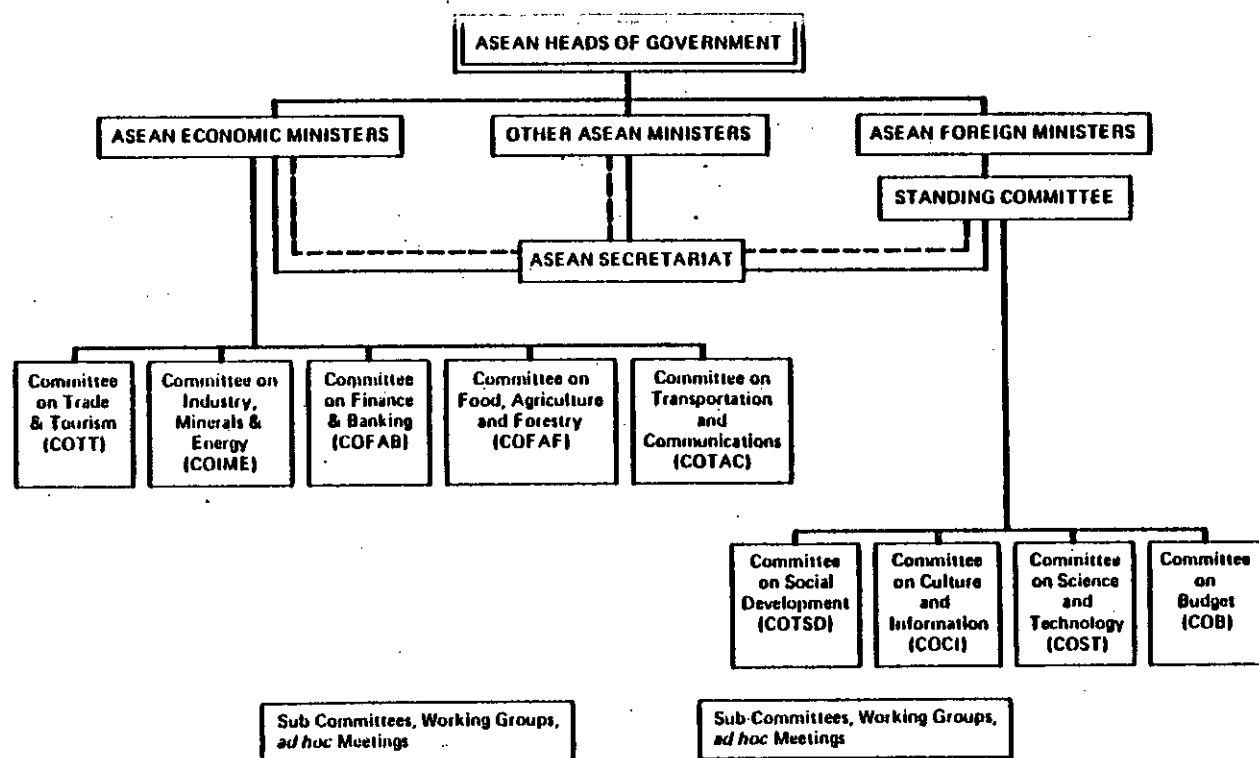 ASEAN HEADS OF GOVERNMENT
ASEAN ECONOMIC MINISTERS
OTHER ASEAN MINISTERS
ASEAN FOREIGN MINISTERS
STANDING COMMITTEE
ASEAN SECRETARIAT
Committee
on Trade
& Tourism
(COTT)
Committee on
Industry,
Minerals &
Energy
(COIME)
Committee
on Finance
& Banking
(COFAB)
Committee on
Food, Agriculture
and Forestry
(COFAF)
Committee on
Transportation
and
Communications
(COTAC)
Committee
on Social
Development
(COTSD)
Committee
on Culture
and
Information
(COCI)
Committee
on Science
and
Technology
(COST)
Committee
on
Budget
(COB)
Sub Committees, Working Groups,
ad hoc Meetings
Sub-Committees, Working Groups,
ad hoc Meetings